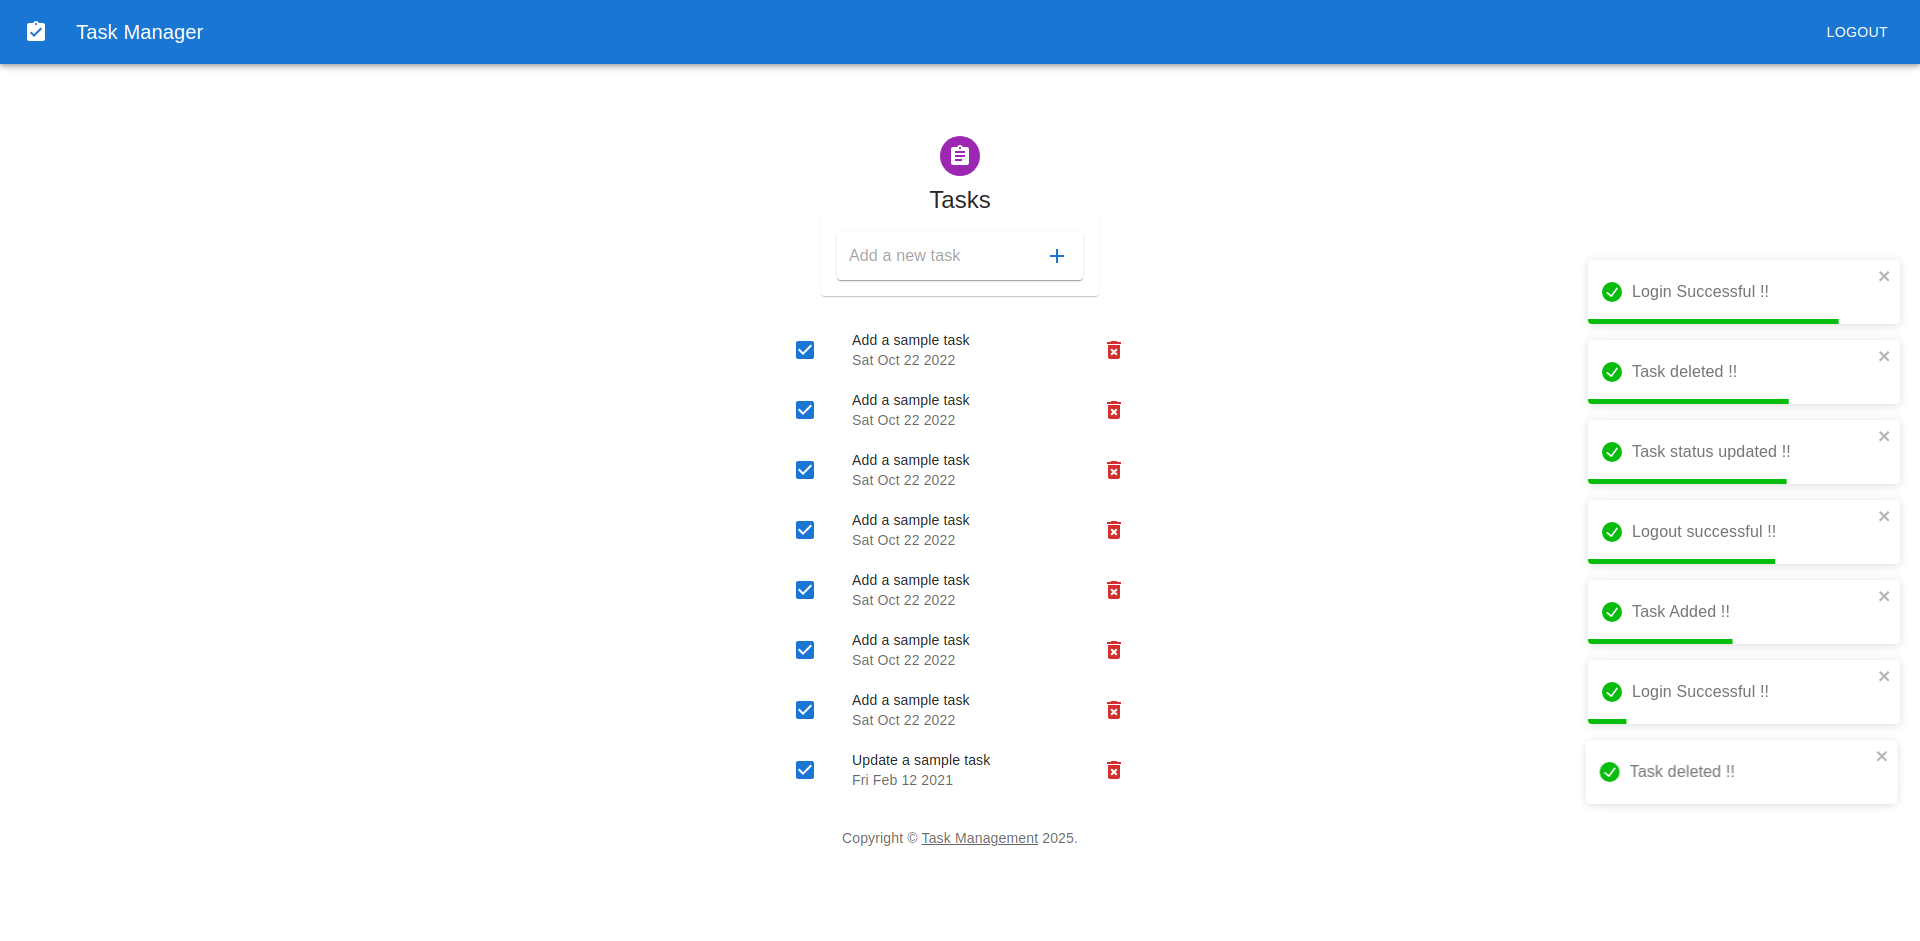 Task Manager
LOGOUT
Tasks
Add a new task
Add a sample task
Sat Oct 22 2022
Add a sample task
Sat Oct 22 2022
Add a sample task
Sat Oct 22 2022
Add a sample task
Sat Oct 22 2022
Add a sample task
Sat Oct 22 2022
Add a sample task
Sat Oct 22 2022
Add a sample task
Sat Oct 22 2022
Update a sample task
Fri Feb 12 2021
Copyright © Task Management 2025.
Login Successful !!
Task deleted !!
Task status updated !!
Logout successful !!
Task Added !!
Login Successful !!
Task deleted !!